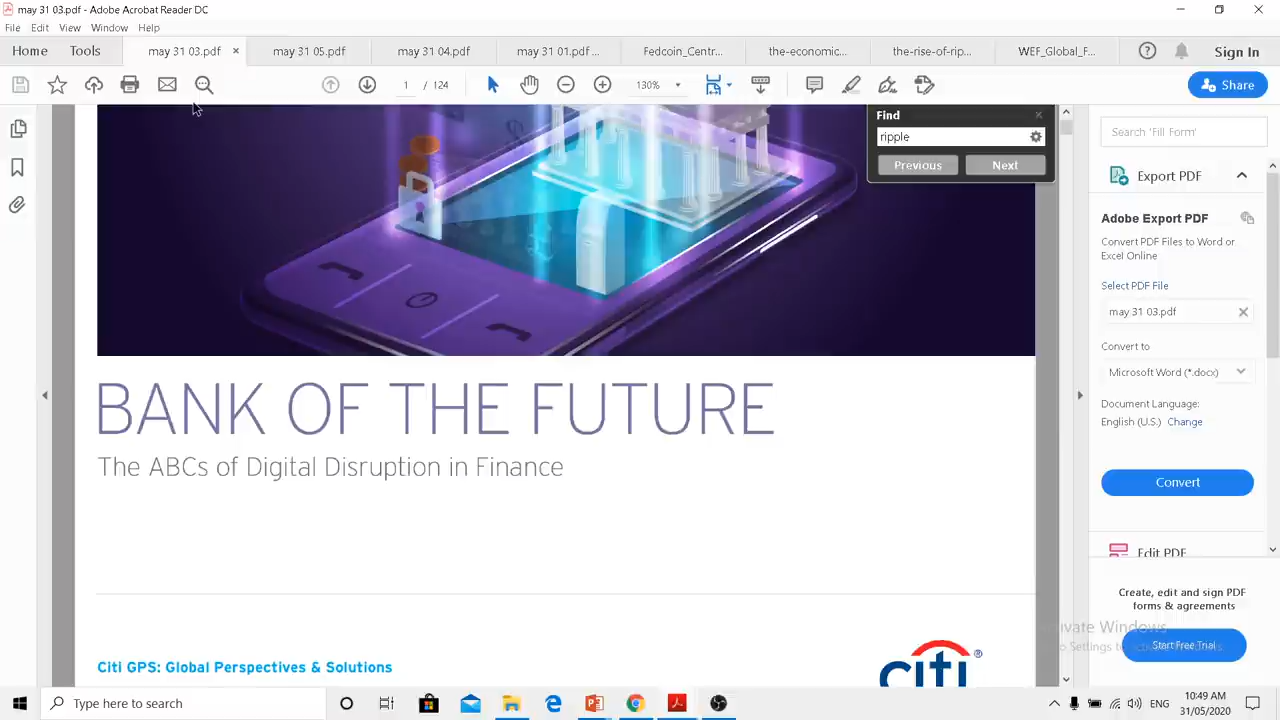 may 31 03.pdf - Adobe Acrobat Reader DC
File Edit View Window Help
Home Tools may 31 03.pdf × may 31 05.pdf may 31 04.pdf may 31 01.pdf ... Fedcoin_Centr... the-economic... the-rise-of-rip... WEF_Global_F... Sign In
1 / 124 130% Share
Find
ripple
Previous Next
Search 'Fill Form'
Export PDF
Adobe Export PDF
Convert PDF Files to Word or
Excel Online
Select PDF File
may 31 03.pdf
Convert to
Microsoft Word (*.docx)
Document Language:
English (U.S.) Change
Convert
Edit PDF
Create, edit and sign PDF
forms & agreements
Start Free Trial
BANK OF THE FUTURE
The ABCs of Digital Disruption in Finance
Citi GPS: Global Perspectives & Solutions
citi®
Type here to search
ENG
10:49 AM
31/05/2020